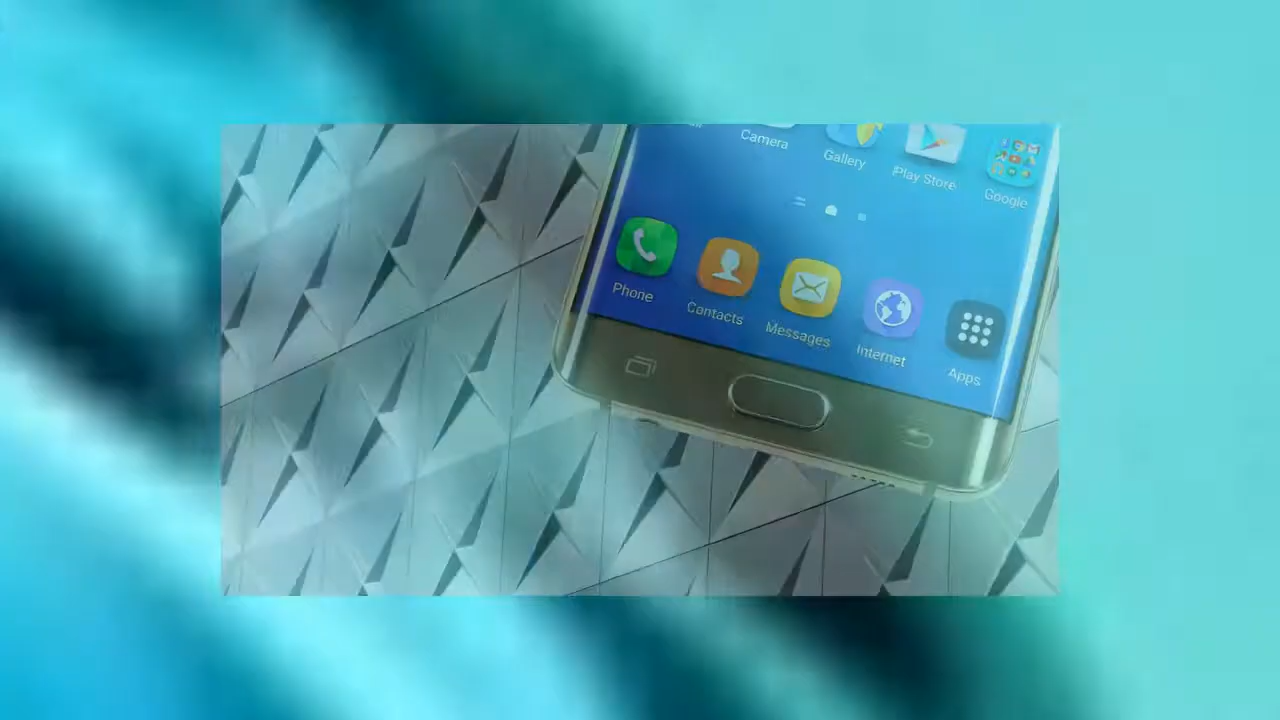 Camera
Gallery
Play Store
Google
Phone
Contacts
Messages
Internet
Apps